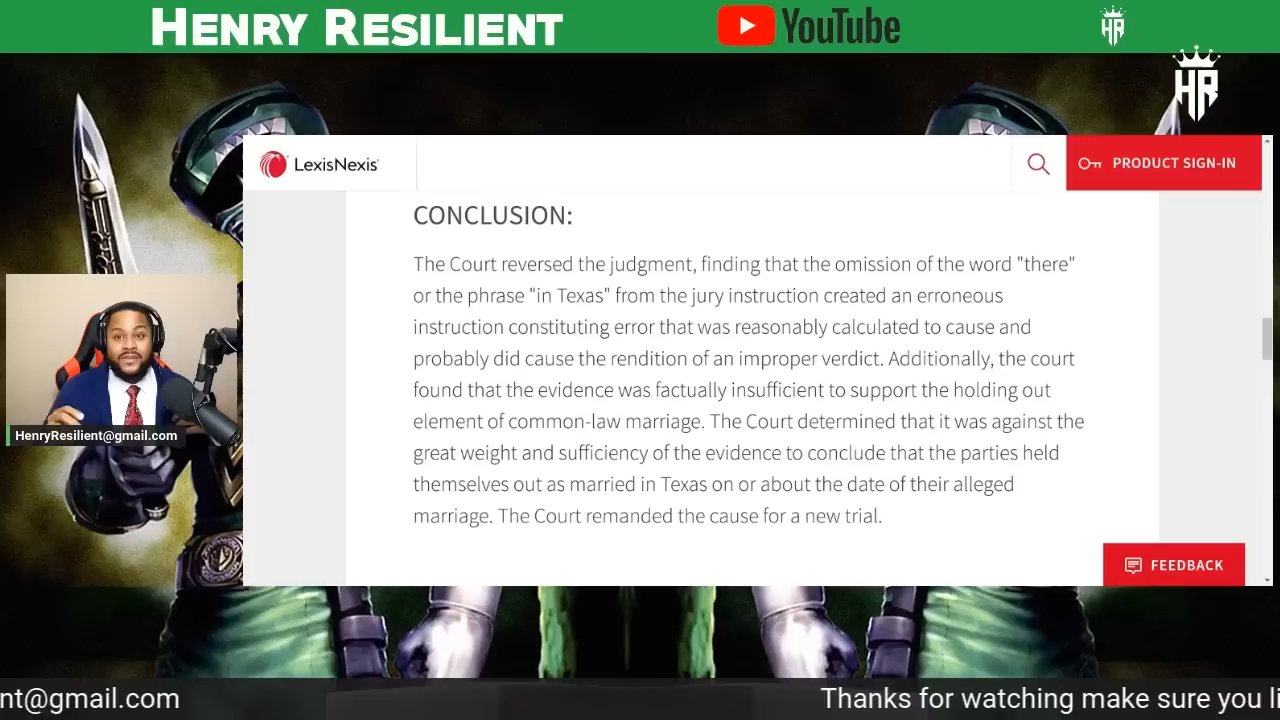 HENRY RESILIENT
YouTube
HR
HR
LexisNexis
PRODUCT SIGN-IN
CONCLUSION:
The Court reversed the judgment, finding that the omission of the word "there"
or the phrase "in Texas" from the jury instruction created an erroneous
instruction constituting error that was reasonably calculated to cause and
probably did cause the rendition of an improper verdict. Additionally, the court
found that the evidence was factually insufficient to support the holding out
element of common-law marriage. The Court determined that it was against the
great weight and sufficiency of the evidence to conclude that the parties held
themselves out as married in Texas on or about the date of their alleged
marriage. The Court remanded the cause for a new trial.
HenryResilient@gmail.com
FEEDBACK
nt@gmail.com
Thanks for watching make sure you li